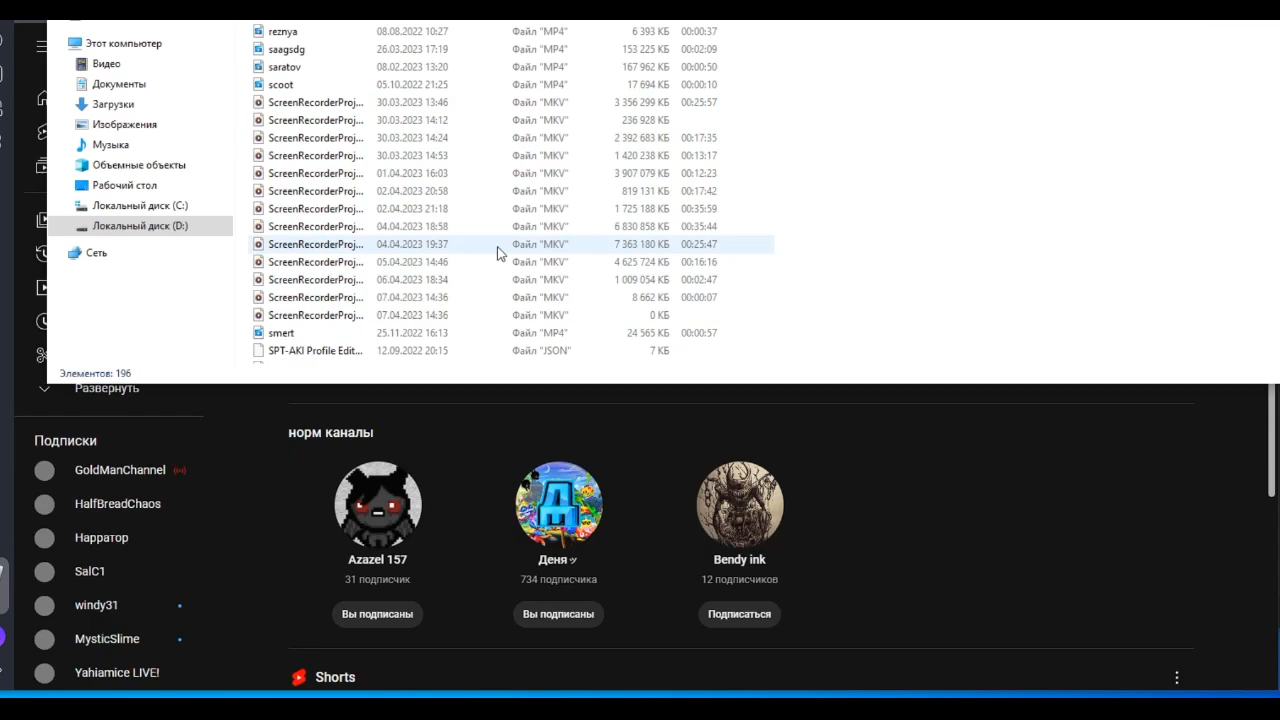 Этот компьютер
Видео
Документы
Загрузки
Изображения
Музыка
Объемные объекты
Рабочий стол
Локальный диск (C:)
Локальный диск (D:)
Сеть
reznya 08.08.2022 10:27 Файл "MP4" 6 393 КБ 00:00:37
saagsdg 26.03.2023 17:19 Файл "MP4" 153 225 КБ 00:02:09
saratov 08.02.2023 13:20 Файл "MP4" 167 962 КБ 00:00:50
scoot 05.10.2022 21:25 Файл "MP4" 17 694 КБ 00:00:10
ScreenRecorderProj... 30.03.2023 13:46 Файл "MKV" 3 356 299 КБ 00:25:57
ScreenRecorderProj... 30.03.2023 14:12 Файл "MKV" 236 928 КБ
ScreenRecorderProj... 30.03.2023 14:24 Файл "MKV" 2 392 683 КБ 00:17:35
ScreenRecorderProj... 30.03.2023 14:53 Файл "MKV" 1 420 238 КБ 00:13:17
ScreenRecorderProj... 01.04.2023 16:03 Файл "MKV" 3 907 079 КБ 00:12:23
ScreenRecorderProj... 02.04.2023 20:58 Файл "MKV" 819 131 КБ 00:17:42
ScreenRecorderProj... 02.04.2023 21:18 Файл "MKV" 1 725 188 КБ 00:35:59
ScreenRecorderProj... 04.04.2023 18:58 Файл "MKV" 6 830 858 КБ 00:35:44
ScreenRecorderProj... 04.04.2023 19:37 Файл "MKV" 7 363 180 КБ 00:25:47
ScreenRecorderProj... 05.04.2023 14:46 Файл "MKV" 4 625 724 КБ 00:16:16
ScreenRecorderProj... 06.04.2023 18:34 Файл "MKV" 1 009 054 КБ 00:02:47
ScreenRecorderProj... 07.04.2023 14:36 Файл "MKV" 8 662 КБ 00:00:07
ScreenRecorderProj... 07.04.2023 14:36 Файл "MKV" 0 КБ
smert 25.11.2022 16:13 Файл "MP4" 24 565 КБ 00:00:57
SPT-AKI Profile Edit... 12.09.2022 20:15 Файл "JSON" 7 КБ
Элементов: 196
Развернуть
Подписки
GoldManChannel
HalfBreadChaos
Нарратор
SalC1
windy31
MysticSlime
Yahiamice LIVE!
норм каналы
Azazel 157
31 подписчик
Вы подписаны
Деняツ
734 подписчика
Вы подписаны
Bendy ink
12 подписчиков
Подписаться
Shorts